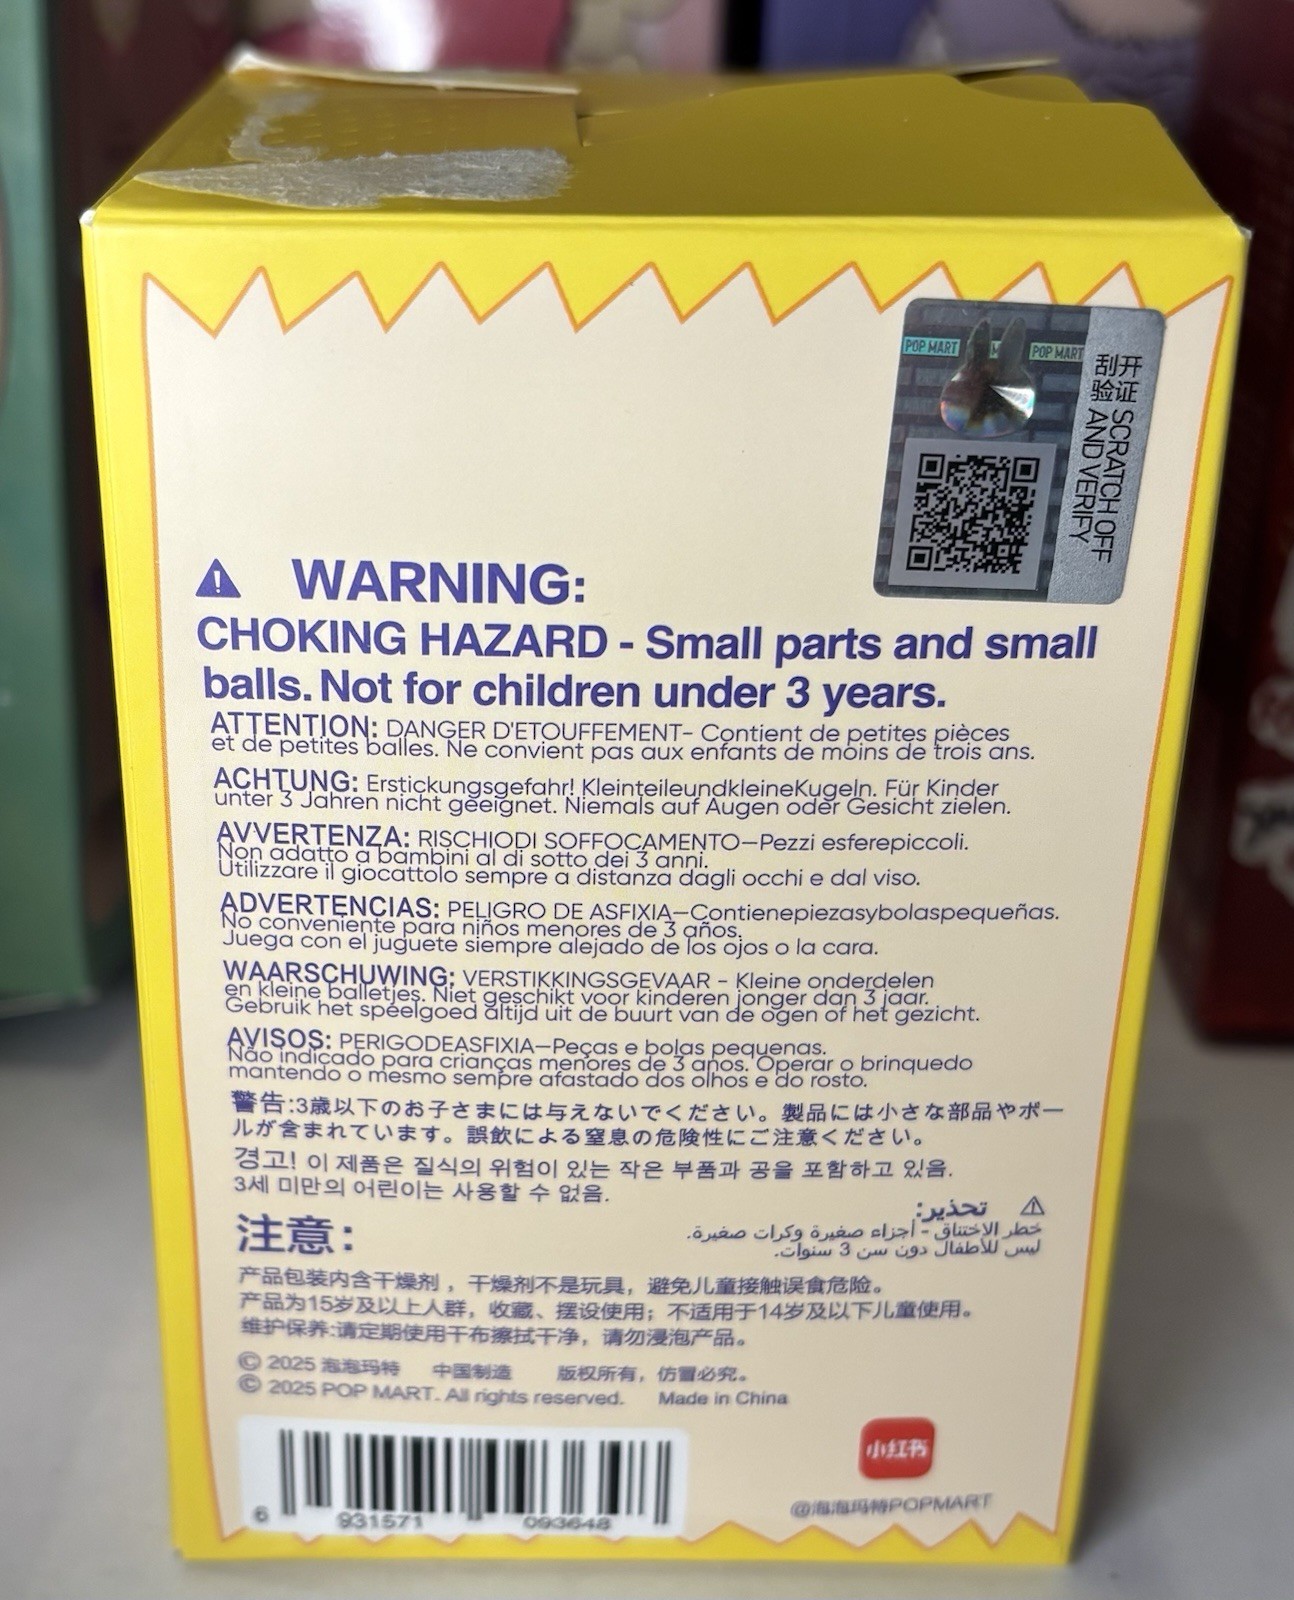 POP MART
M
POP MART
刮开
验证
SCRATCH OFF
AND VERIFY
WARNING:
CHOKING HAZARD - Small parts and small
balls. Not for children under 3 years.
ATTENTION: DANGER D'ETOUFFEMENT- Contient de petites pièces
et de petites balles. Ne convient pas aux enfants de moins de trois ans.
ACHTUNG: Erstickungsgefahr! KleinteileundkleineKugeln. Für Kinder
unter 3 Jahren nicht geeignet. Niemals auf Augen oder Gesicht zielen.
AVVERTENZA: RISCHIODI SOFFOCAMENTO—Pezzi esferepiccoli.
Non adatto a bambini al di sotto dei 3 anni.
Utilizzare il giocattolo sempre a distanza dagli occhi e dal viso.
ADVERTENCIAS: PELIGRO DE ASFIXIA—Contienepiezasybolaspequeñas.
No conveniente para niños menores de 3 años.
Juega con el juguete siempre alejado de los ojos o la cara.
WAARSCHUWING: VERSTIKKINGSGEVAAR - Kleine onderdelen
en kleine balletjes. Niet geschikt voor kinderen jonger dan 3 jaar.
Gebruik het speelgoed altijd uit de buurt van de ogen of het gezicht.
AVISOS: PERIGODEASFIXIA—Peças e bolas pequenas.
Não indicado para crianças menores de 3 anos. Operar o brinquedo
mantendo o mesmo sempre afastado dos olhos e do rosto.
警告:3歳以下のお子さまには与えないでください。製品には小さな部品やボー
ルが含まれています。誤飲による窒息の危険性にご注意ください。
경고! 이 제품은 질식의 위험이 있는 작은 부품과 공을 포함하고 있음.
3세 미만의 어린이는 사용할 수 없음.
تحذير:
خطر الاختناق - أجزاء صغيرة وكرات صغيرة.
ليس للأطفال دون سن 3 سنوات.
注意：
产品包装内含干燥剂，干燥剂不是玩具，避免儿童接触误食危险。
产品为15岁及以上人群，收藏、摆设使用；不适用于14岁及以下儿童使用。
维护保养:请定期使用干布擦拭干净，请勿浸泡产品。
© 2025 泡泡玛特 中国制造 版权所有，仿冒必究。
© 2025 POP MART. All rights reserved. Made in China
小红书
@泡泡玛特POPMART
6 931571 093648